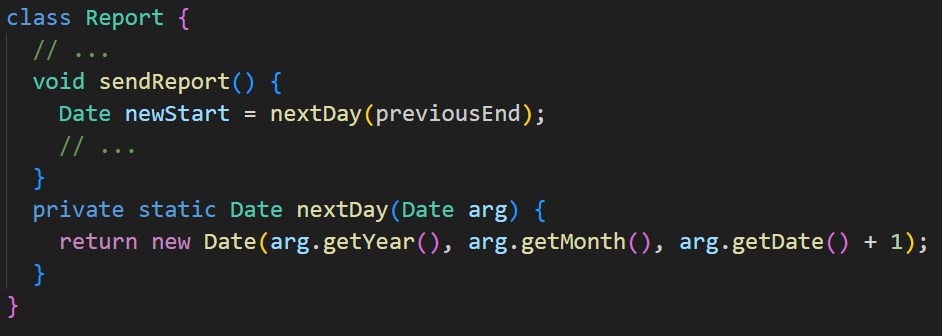 class Report {
  // ...
  void sendReport() {
    Date newStart = nextDay(previousEnd);
    // ...
  }
  private static Date nextDay(Date arg) {
    return new Date(arg.getYear(), arg.getMonth(), arg.getDate() + 1);
  }
}